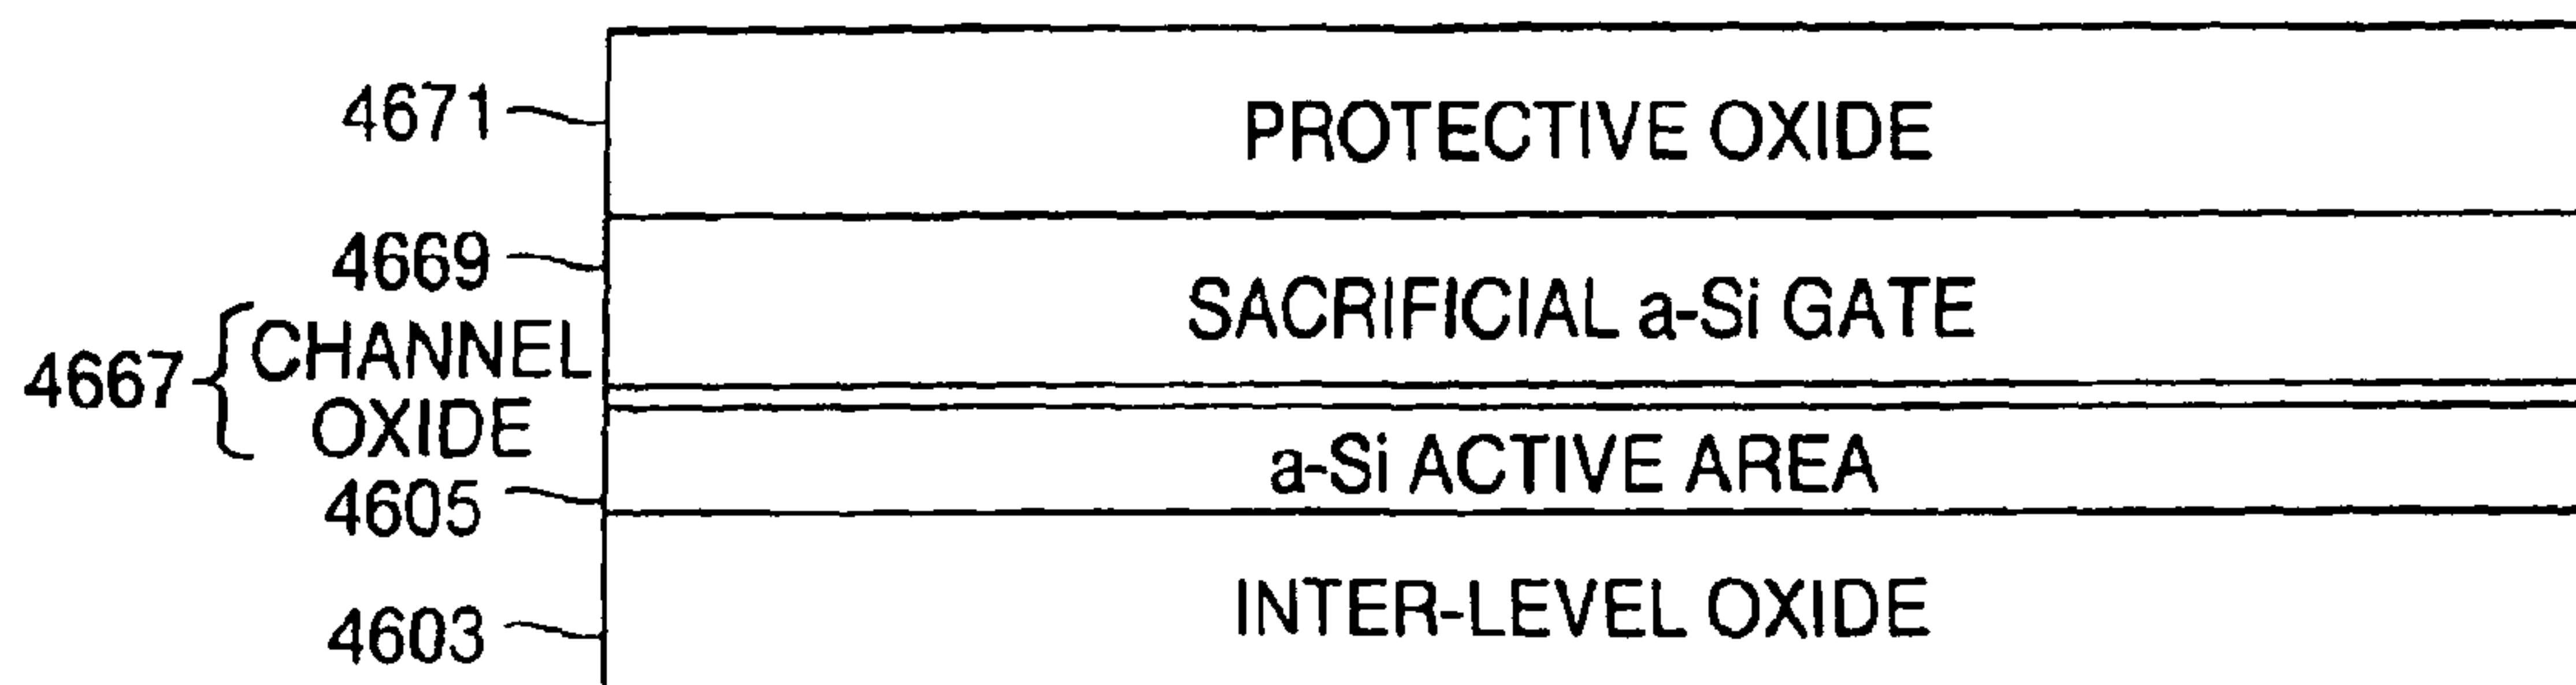 4671
PROTECTIVE OXIDE
4669
SACRIFICIAL a-Si GATE
4667
CHANNEL
OXIDE
a-Si ACTIVE AREA
4605
INTER-LEVEL OXIDE
4603